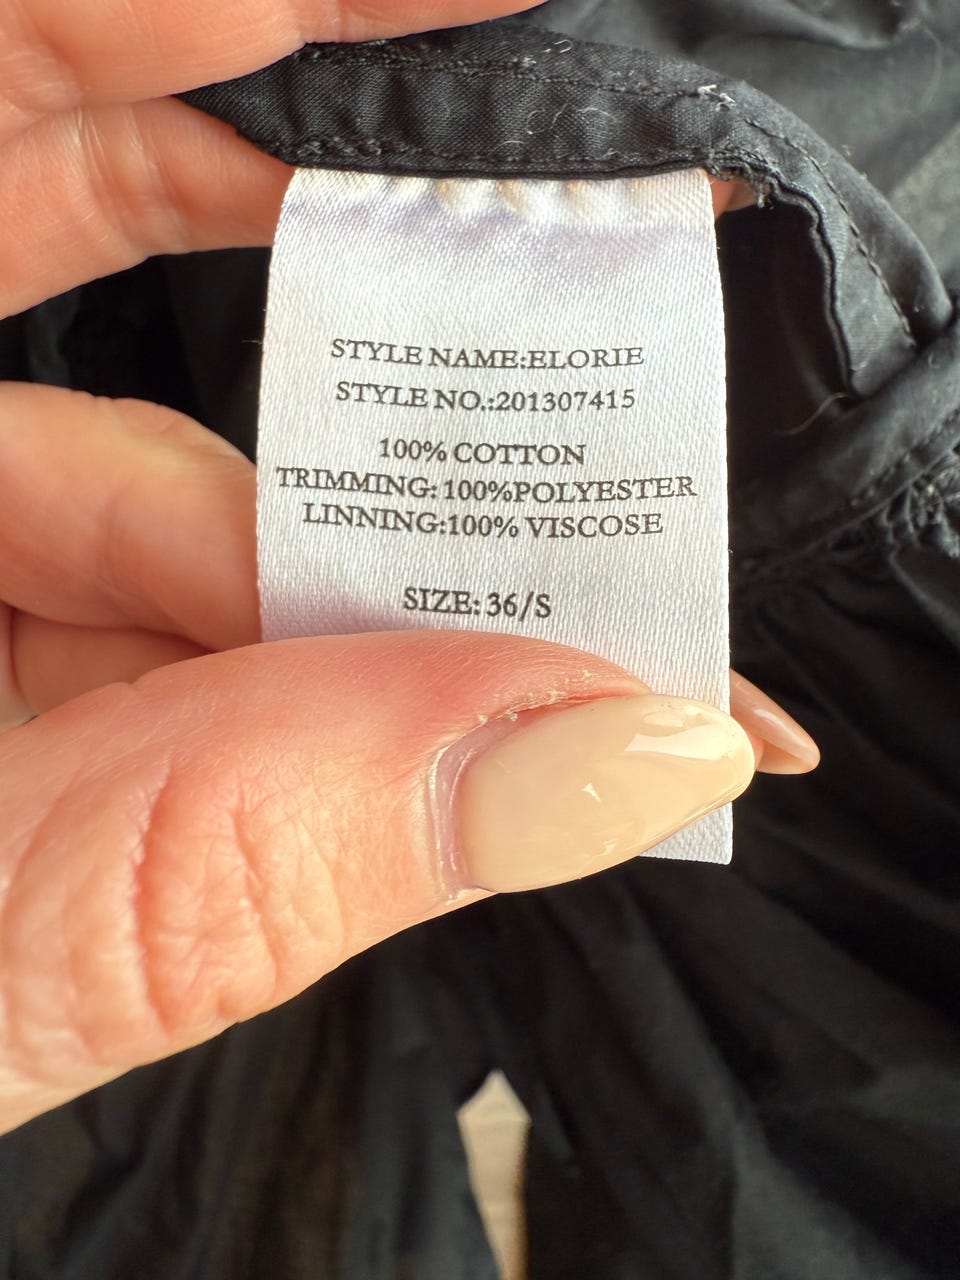 STYLE NAME:ELORIE
STYLE NO.:201307415
100% COTTON
TRIMMING: 100%POLYESTER
LINNING:100% VISCOSE
SIZE: 36/S